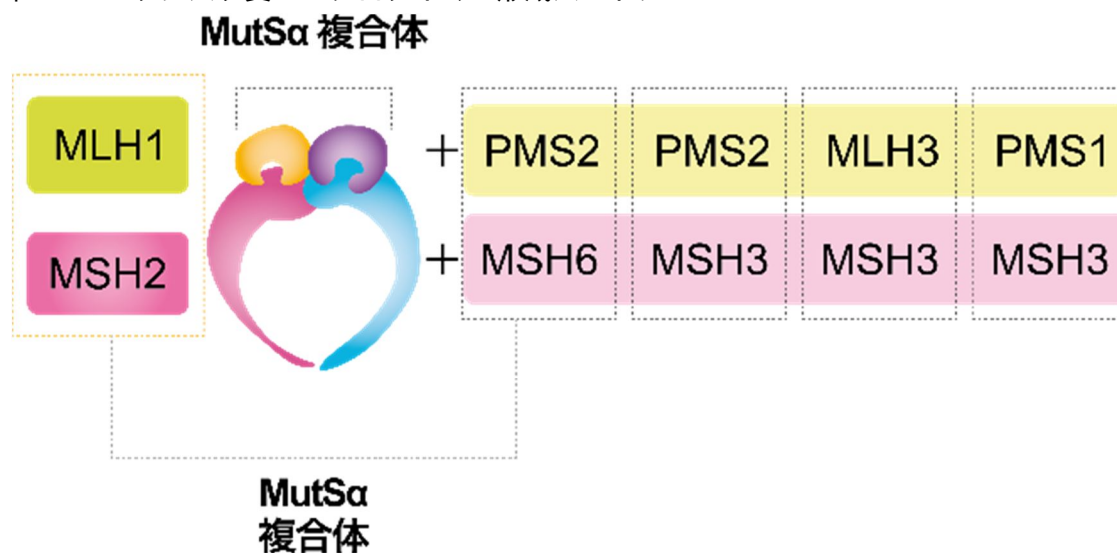 MutSα 複合体
MLH1
+ PMS2 PMS2 MLH3 PMS1
MSH2
+ MSH6 MSH3 MSH3 MSH3
MutSα
複合体